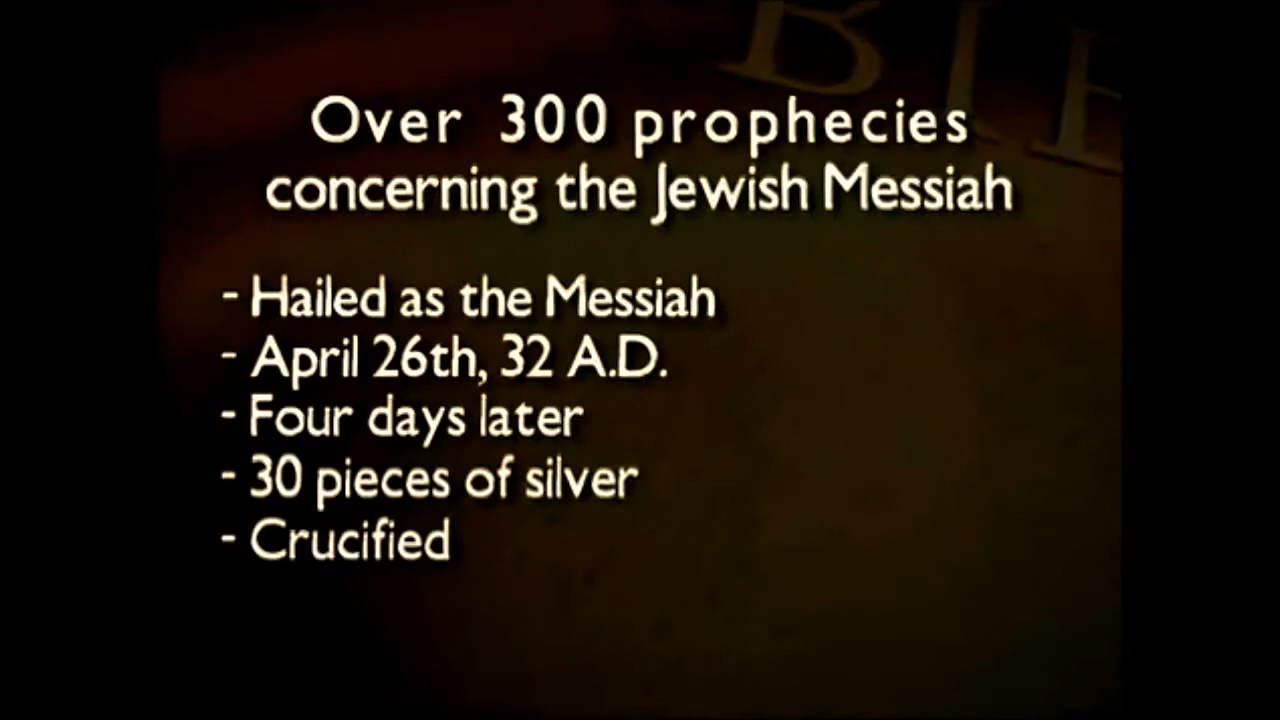 BIB
Over 300 prophecies
concerning the Jewish Messiah
- Hailed as the Messiah
- April 26th, 32 A.D.
- Four days later
- 30 pieces of silver
- Crucified